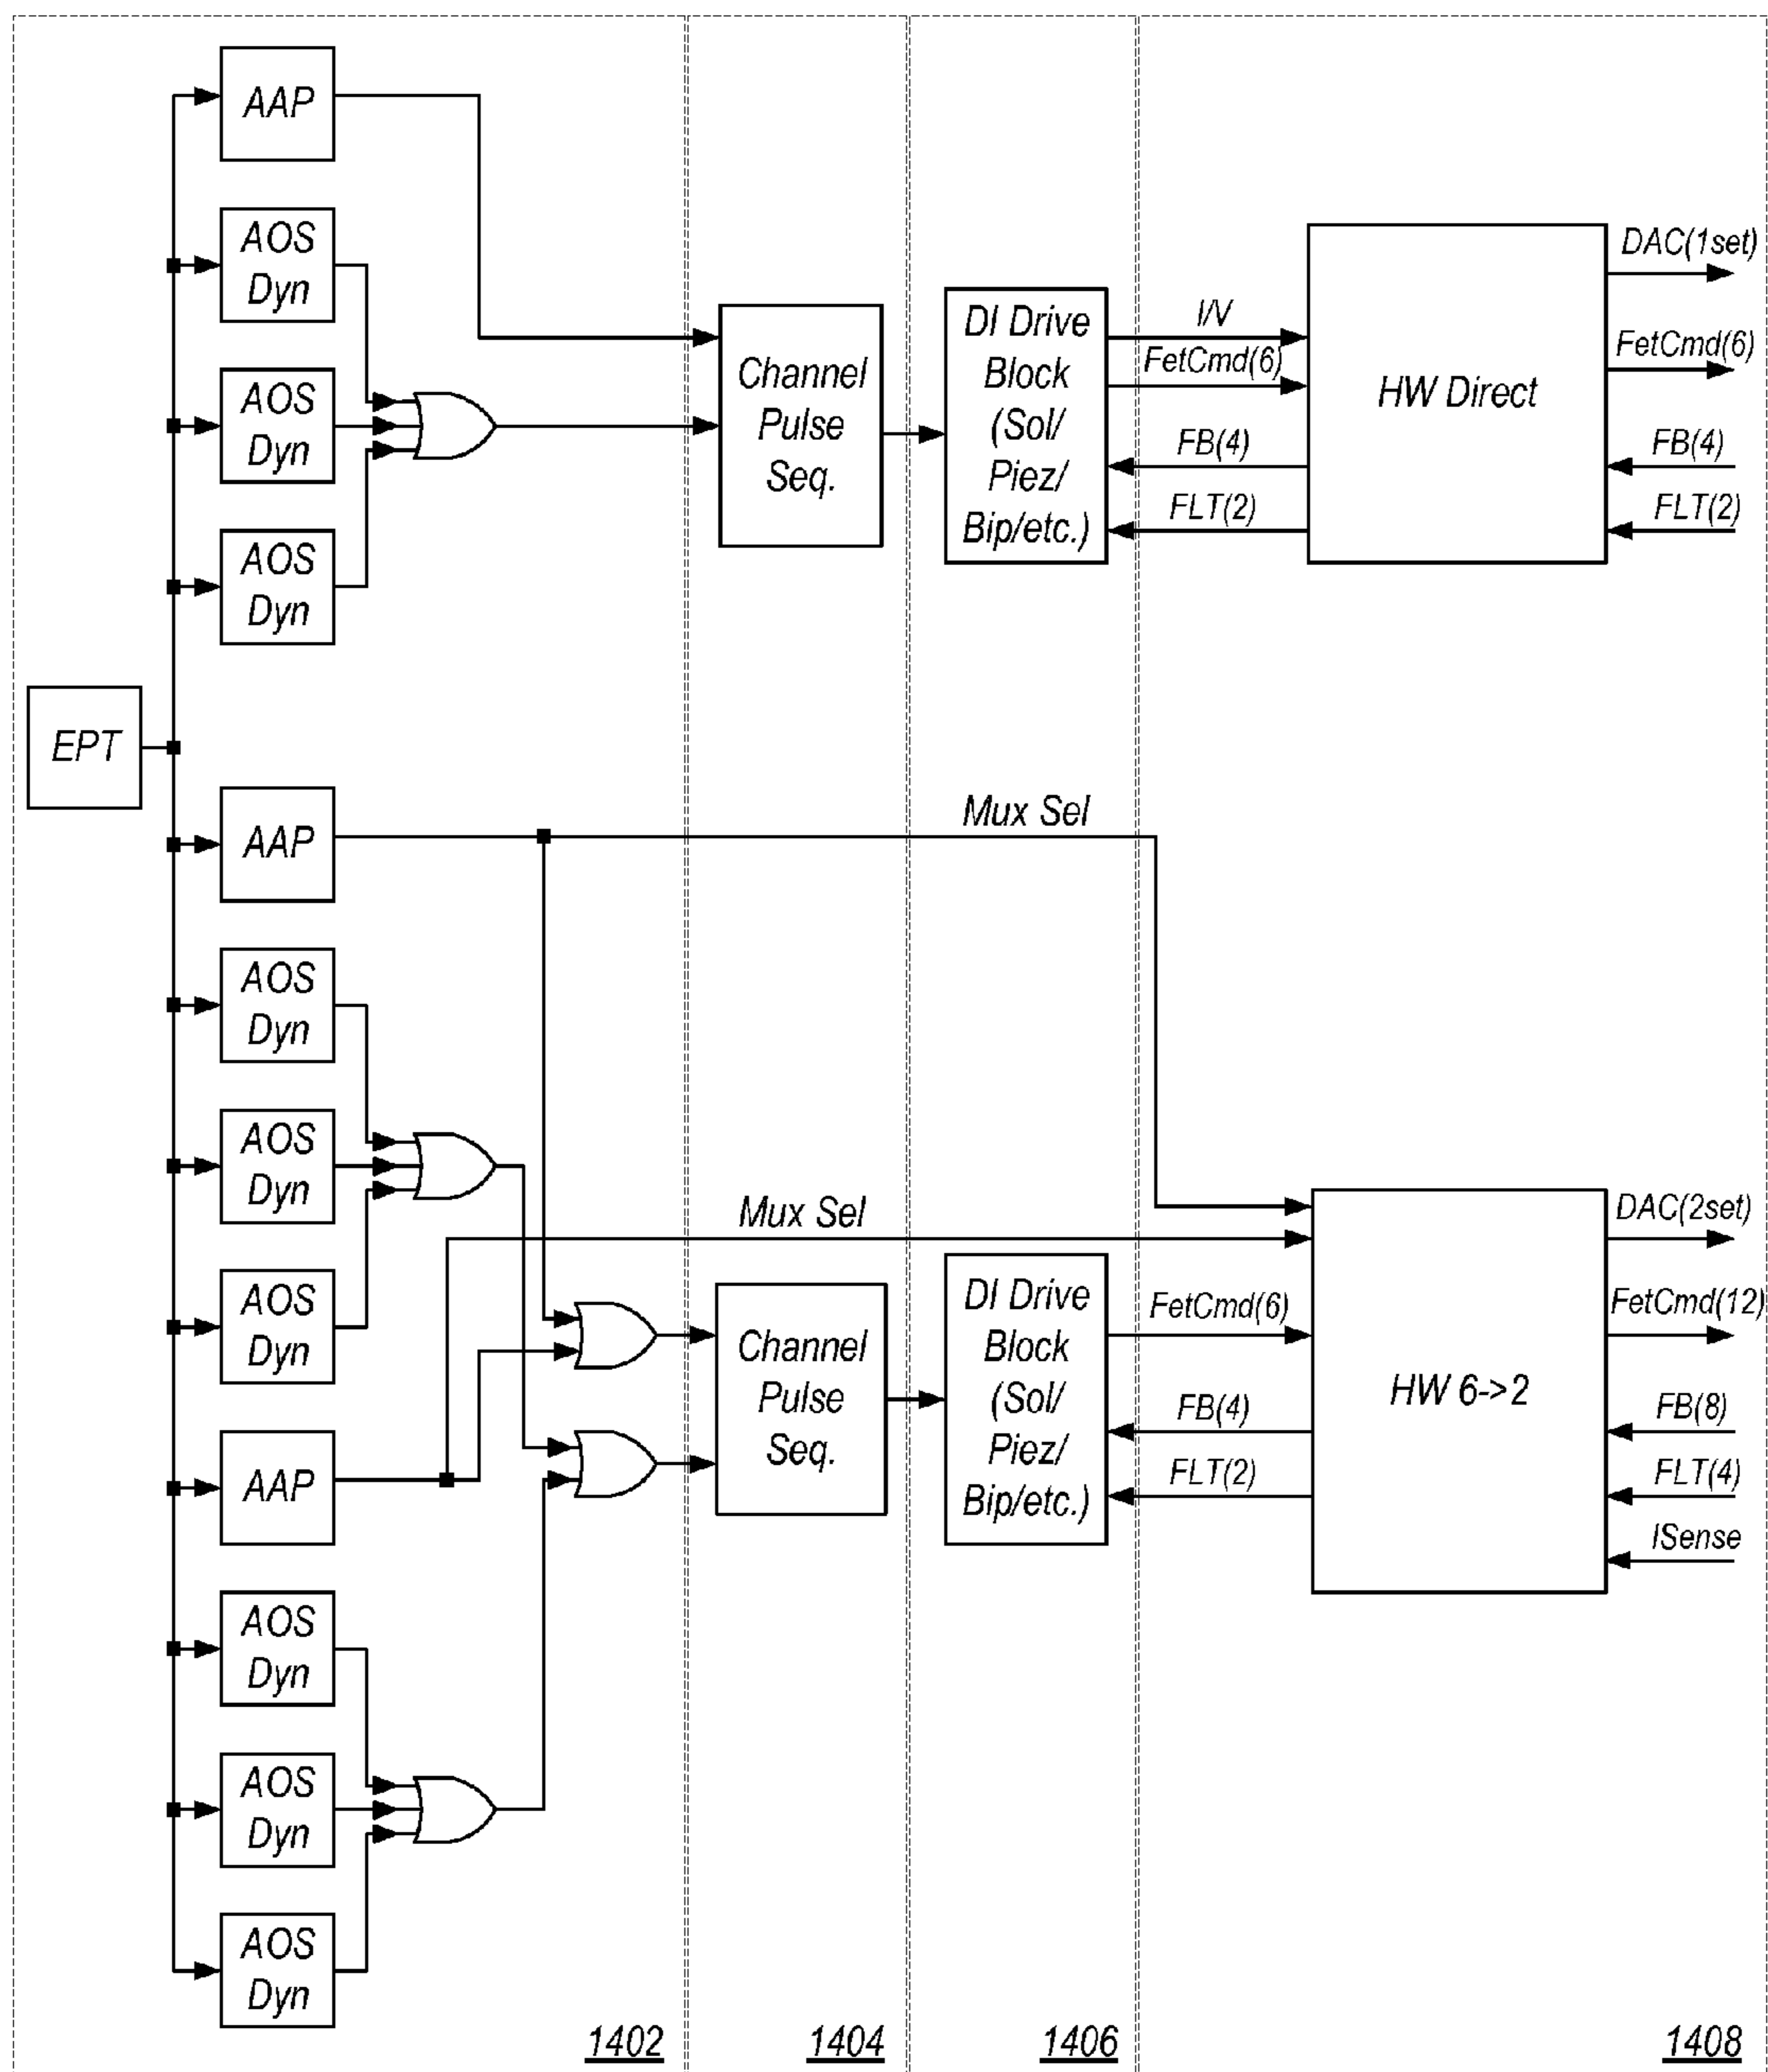 AAP
AOS
Dyn
AOS
Dyn
AOS
Dyn
Channel
Pulse
Seq.
DI Drive
Block
(Sol/
Piez/
Bip/etc.)
I/V
FetCmd(6)
FB(4)
FLT(2)
HW Direct
DAC(1set)
FetCmd(6)
FB(4)
FLT(2)
EPT
AAP
Mux Sel
AOS
Dyn
AOS
Dyn
AOS
Dyn
Mux Sel
AAP
AOS
Dyn
AOS
Dyn
AOS
Dyn
Channel
Pulse
Seq.
DI Drive
Block
(Sol/
Piez/
Bip/etc.)
FetCmd(6)
FB(4)
FLT(2)
HW 6->2
DAC(2set)
FetCmd(12)
FB(8)
FLT(4)
ISense
1402
1404
1406
1408